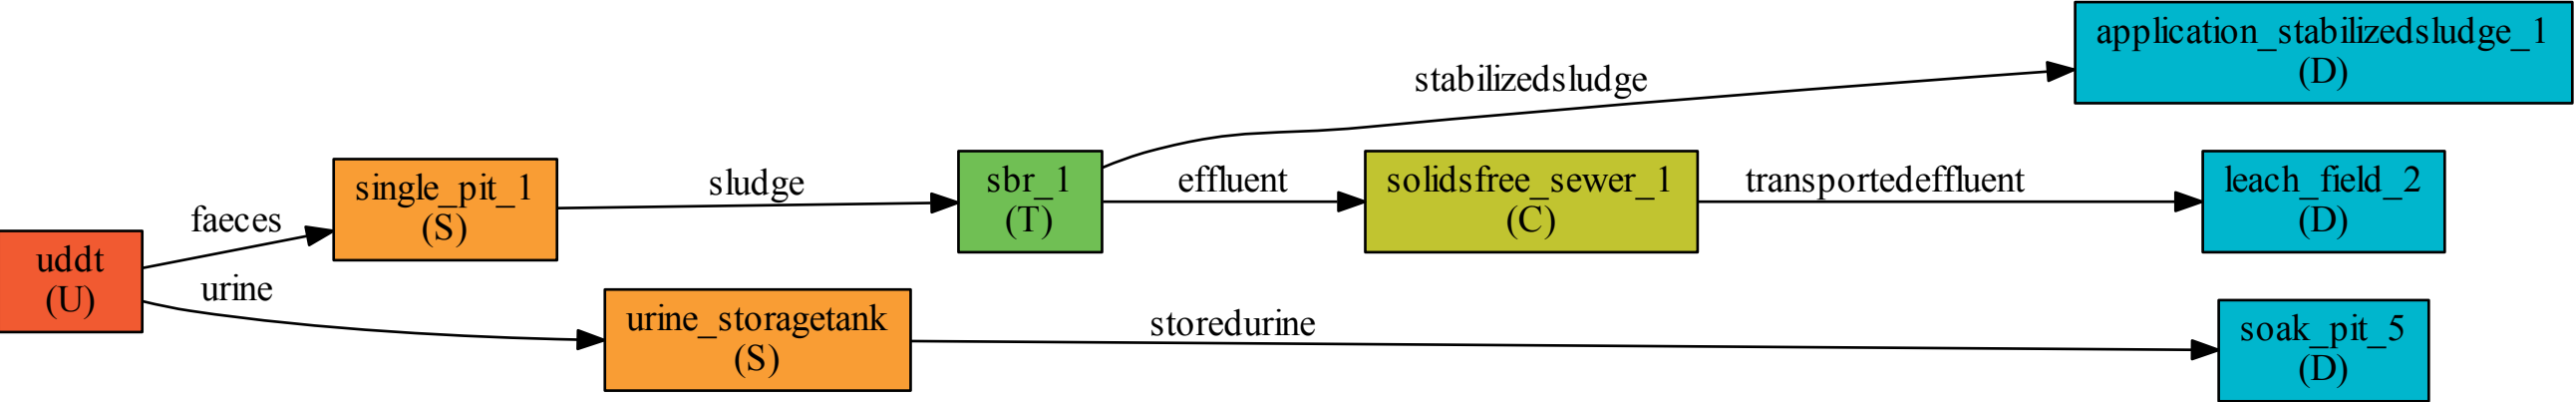 application_stabilizedsludge_1
(D)
stabilizedsludge
single_pit_1
(S)
sludge
sbr_1
(T)
effluent
solidsfree_sewer_1
(C)
transportedeffluent
leach_field_2
(D)
faeces
uddt
(U)
urine
urine_storagetank
(S)
storedurine
soak_pit_5
(D)